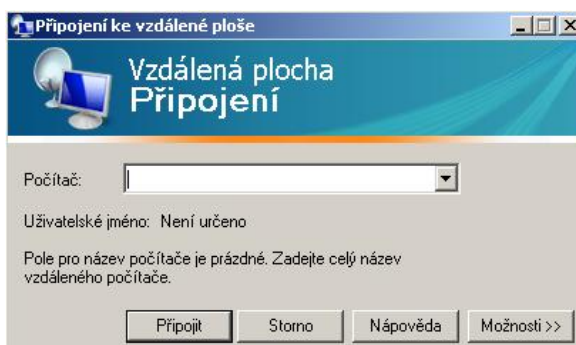 Připojení ke vzdálené ploše
Vzdálená plocha
Připojení
Počítač:
Uživatelské jméno: Není určeno
Pole pro název počítače je prázdné. Zadejte celý název
vzdáleného počítače.
Připojit Storno Nápověda Možnosti >>